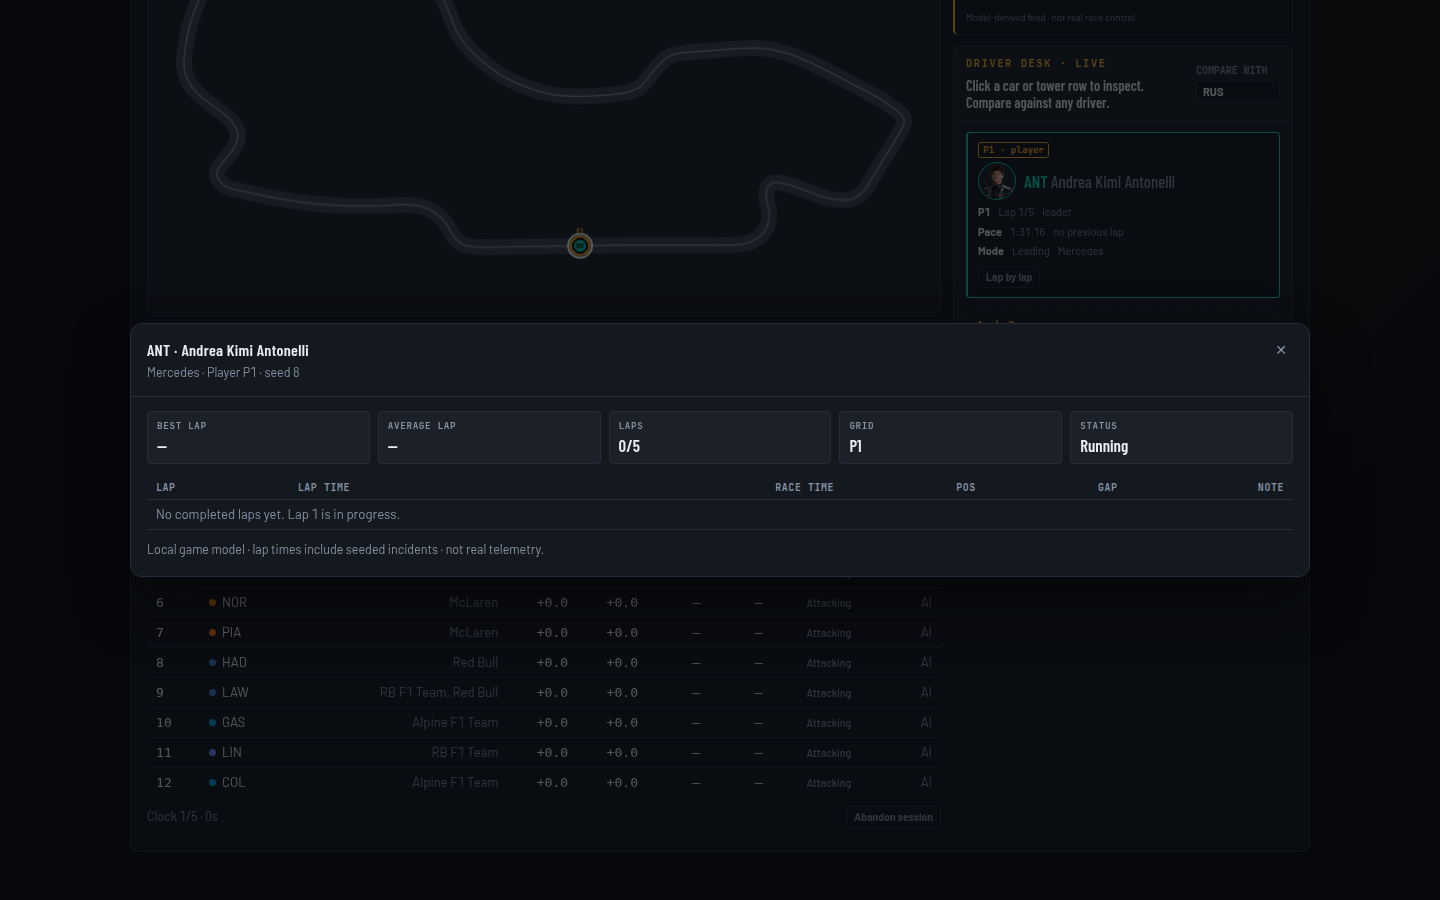 Model-derived feed · not real race control.
DRIVER DESK · LIVE
COMPARE WITH
Click a car or tower row to inspect.
Compare against any driver.
RUS
P1 · player
ANT Andrea Kimi Antonelli
P1 Lap 1/5 leader
Pace 1:31.16 no previous lap
Mode Leading Mercedes
Lap by lap
ANT · Andrea Kimi Antonelli
Mercedes · Player P1 · seed 8
×
BEST LAP
—
AVERAGE LAP
—
LAPS
0/5
GRID
P1
STATUS
Running
LAP LAP TIME RACE TIME POS GAP NOTE
No completed laps yet. Lap 1 is in progress.
Local game model · lap times include seeded incidents · not real telemetry.
6 NOR McLaren +0.0 +0.0 — — Attacking AI
7 PIA McLaren +0.0 +0.0 — — Attacking AI
8 HAD Red Bull +0.0 +0.0 — — Attacking AI
9 LAW RB F1 Team, Red Bull +0.0 +0.0 — — Attacking AI
10 GAS Alpine F1 Team +0.0 +0.0 — — Attacking AI
11 LIN RB F1 Team +0.0 +0.0 — — Attacking AI
12 COL Alpine F1 Team +0.0 +0.0 — — Attacking AI
Clock 1/5 · 0s
Abandon session